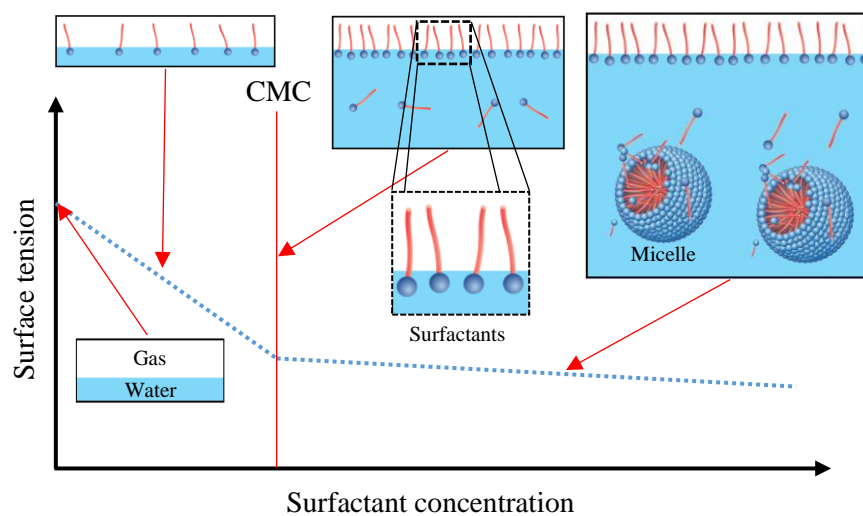 CMC
Surface tension
Gas
Water
Surfactants
Micelle
Surfactant concentration